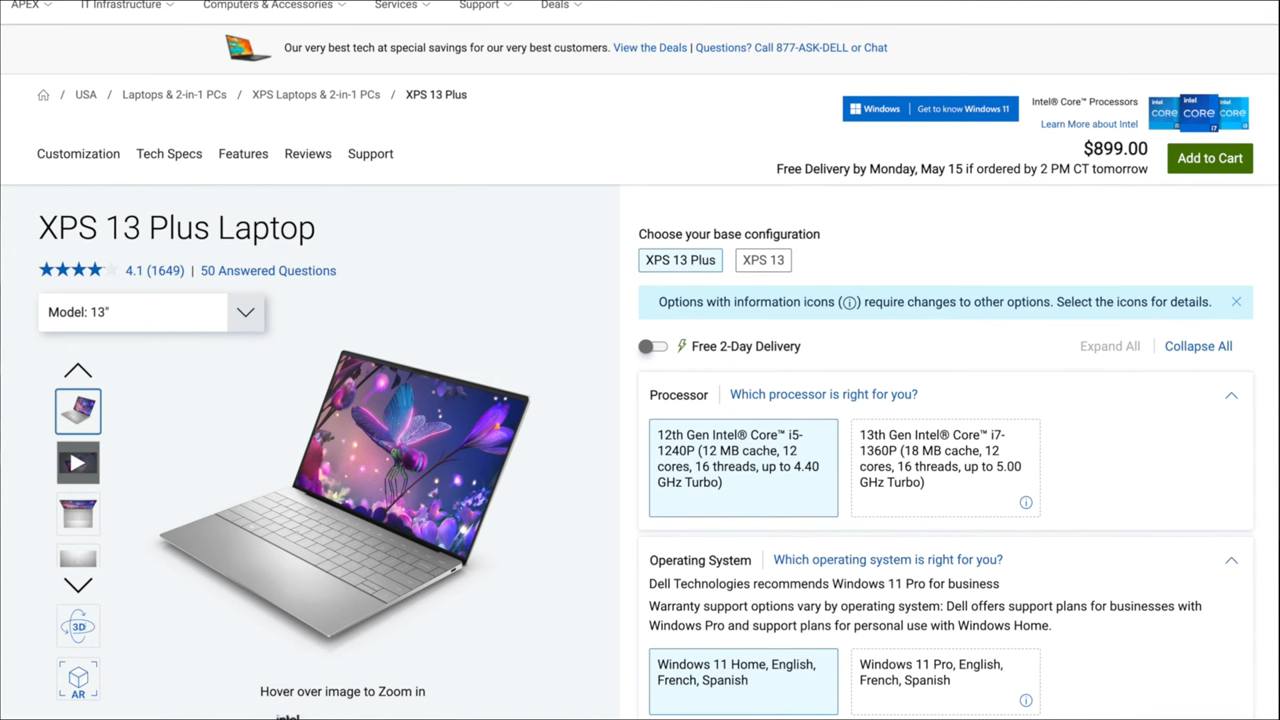 APEX
IT Infrastructure
Computers & Accessories
Services
Support
Deals
Our very best tech at special savings for our very best customers. View the Deals | Questions? Call 877-ASK-DELL or Chat
/ USA / Laptops & 2-in-1 PCs / XPS Laptops & 2-in-1 PCs / XPS 13 Plus
Windows | Get to know Windows 11
Intel® Core™ Processors
Learn More about Intel
intel CORE
intel CORE i7
intel CORE
Customization
Tech Specs
Features
Reviews
Support
$899.00
Free Delivery by Monday, May 15 if ordered by 2 PM CT tomorrow
Add to Cart
XPS 13 Plus Laptop
4.1 (1649) | 50 Answered Questions
Model: 13"
3D
AR
Hover over image to Zoom in
intel
Choose your base configuration
XPS 13 Plus
XPS 13
Options with information icons (ⓘ) require changes to other options. Select the icons for details.
Free 2-Day Delivery
Expand All
Collapse All
Processor
Which processor is right for you?
12th Gen Intel® Core™ i5-
1240P (12 MB cache, 12
cores, 16 threads, up to 4.40
GHz Turbo)
13th Gen Intel® Core™ i7-
1360P (18 MB cache, 12
cores, 16 threads, up to 5.00
GHz Turbo)
Operating System
Which operating system is right for you?
Dell Technologies recommends Windows 11 Pro for business
Warranty support options vary by operating system: Dell offers support plans for businesses with
Windows Pro and support plans for personal use with Windows Home.
Windows 11 Home, English,
French, Spanish
Windows 11 Pro, English,
French, Spanish